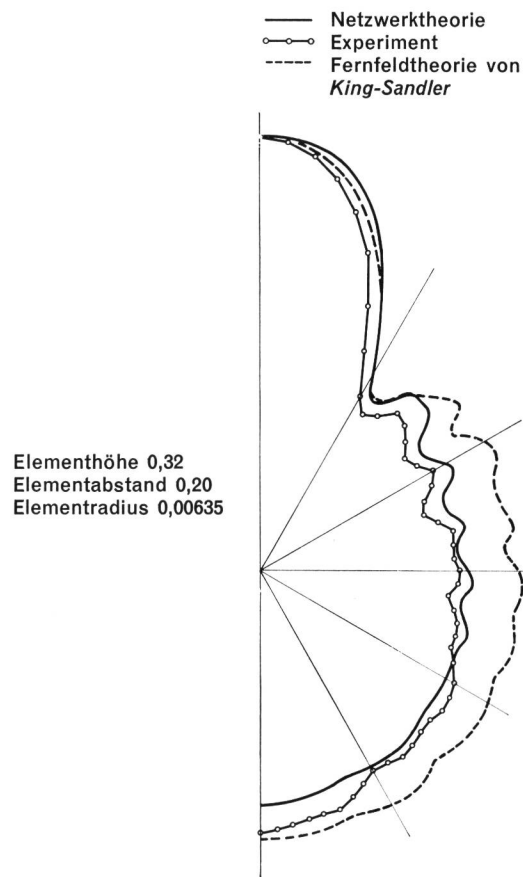 Netzwerktheorie
Experiment
Fernfeldtheorie von
King-Sandler
Elementhöhe 0,32
Elementabstand 0,20
Elementradius 0,00635